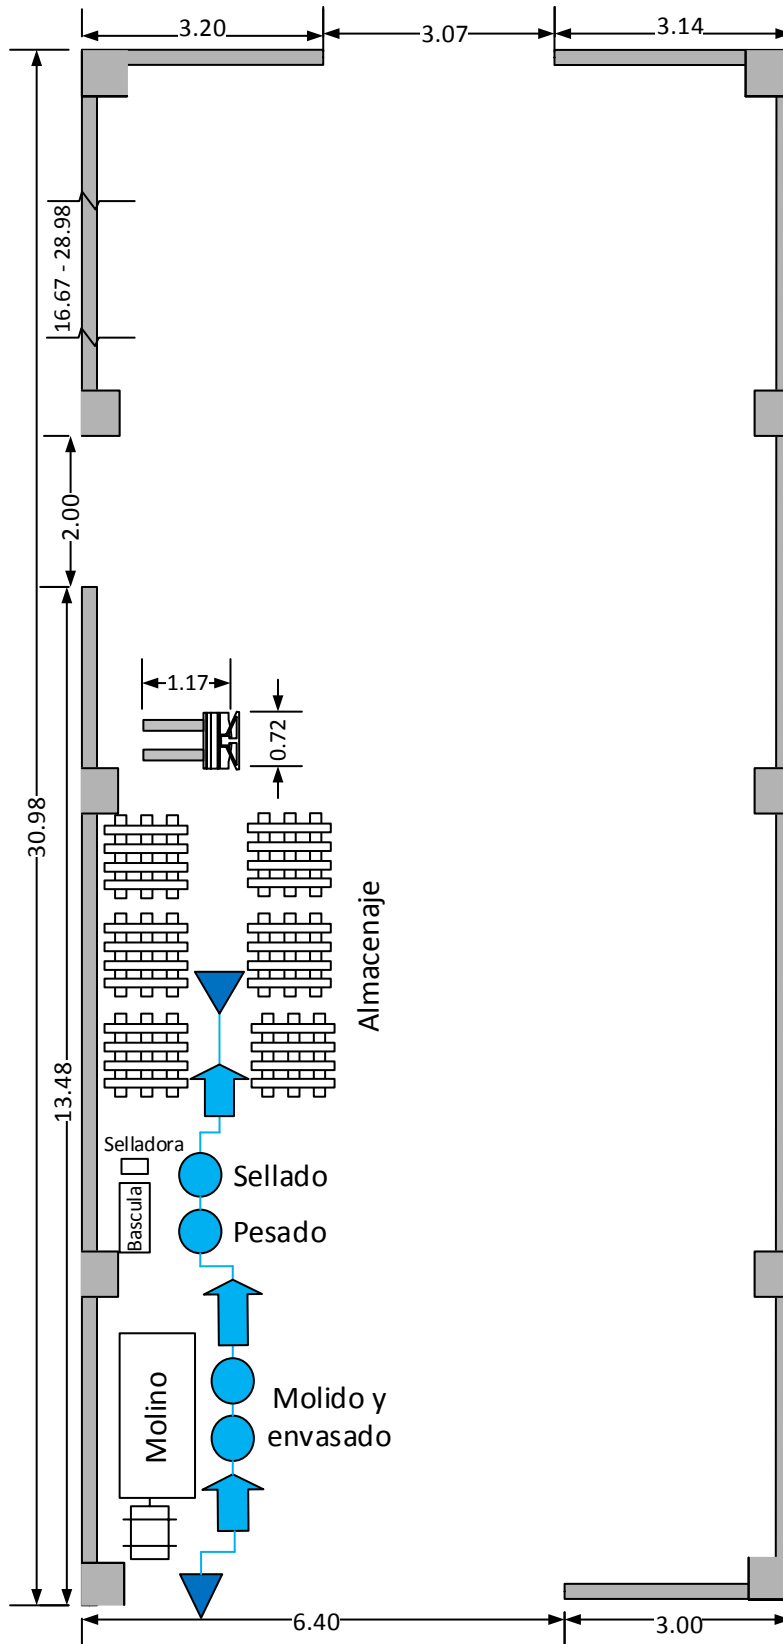 3.20
3.07
3.14
16.67 - 28.98
2.00
1.17
0.72
30.98
Almacenaje
13.48
Selladora
Sellado
Bascula
Pesado
Molino
Molido y
envasado
6.40
3.00